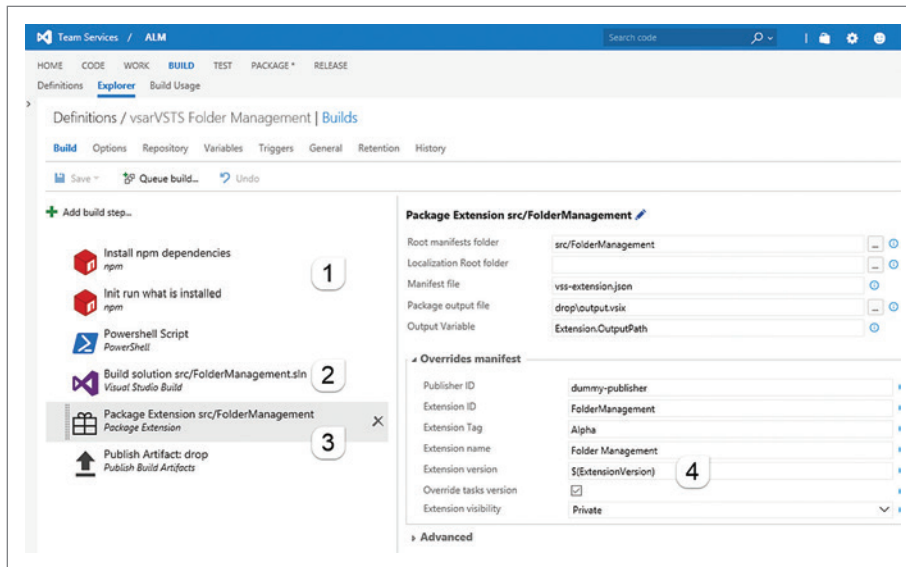 Team Services / ALM
Search code
HOME CODE WORK BUILD TEST PACKAGE * RELEASE
Definitions Explorer Build Usage
Definitions / vsarVSTS Folder Management | Builds
Build Options Repository Variables Triggers General Retention History
Save Queue build... Undo
Add build step...
Install npm dependencies
npm
1
Init run what is installed
npm
Powershell Script
PowerShell
Build solution src/FolderManagement.sln
Visual Studio Build
2
Package Extension src/FolderManagement
Package Extension
3
Publish Artifact: drop
Publish Build Artifacts
Package Extension src/FolderManagement
Root manifests folder src/FolderManagement ...
Localization Root folder ...
Manifest file vss-extension.json
Package output file drop\output.vsix ...
Output Variable Extension.OutputPath
Overrides manifest
Publisher ID dummy-publisher
Extension ID FolderManagement
Extension Tag Alpha
Extension name Folder Management
Extension version $(ExtensionVersion) 4
Override tasks version
Extension visibility Private
Advanced